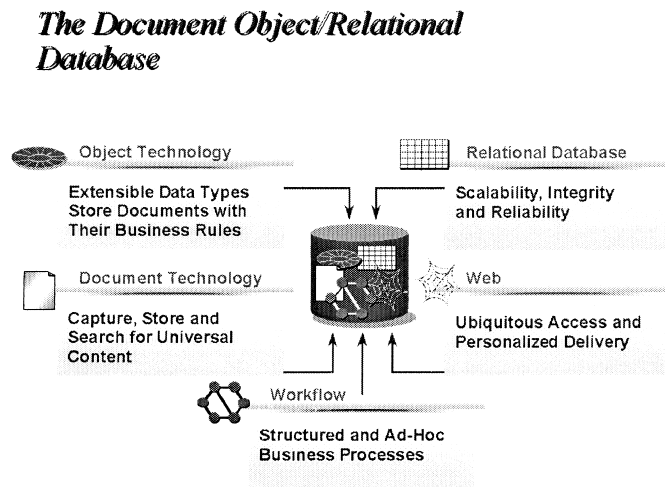 The Document Object/Relational
Database
Object Technology
Extensible Data Types
Store Documents with
Their Business Rules
Relational Database
Scalability, Integrity
and Reliability
Document Technology
Capture, Store and
Search for Universal
Content
Web
Ubiquitous Access and
Personalized Delivery
Workflow
Structured and Ad-Hoc
Business Processes